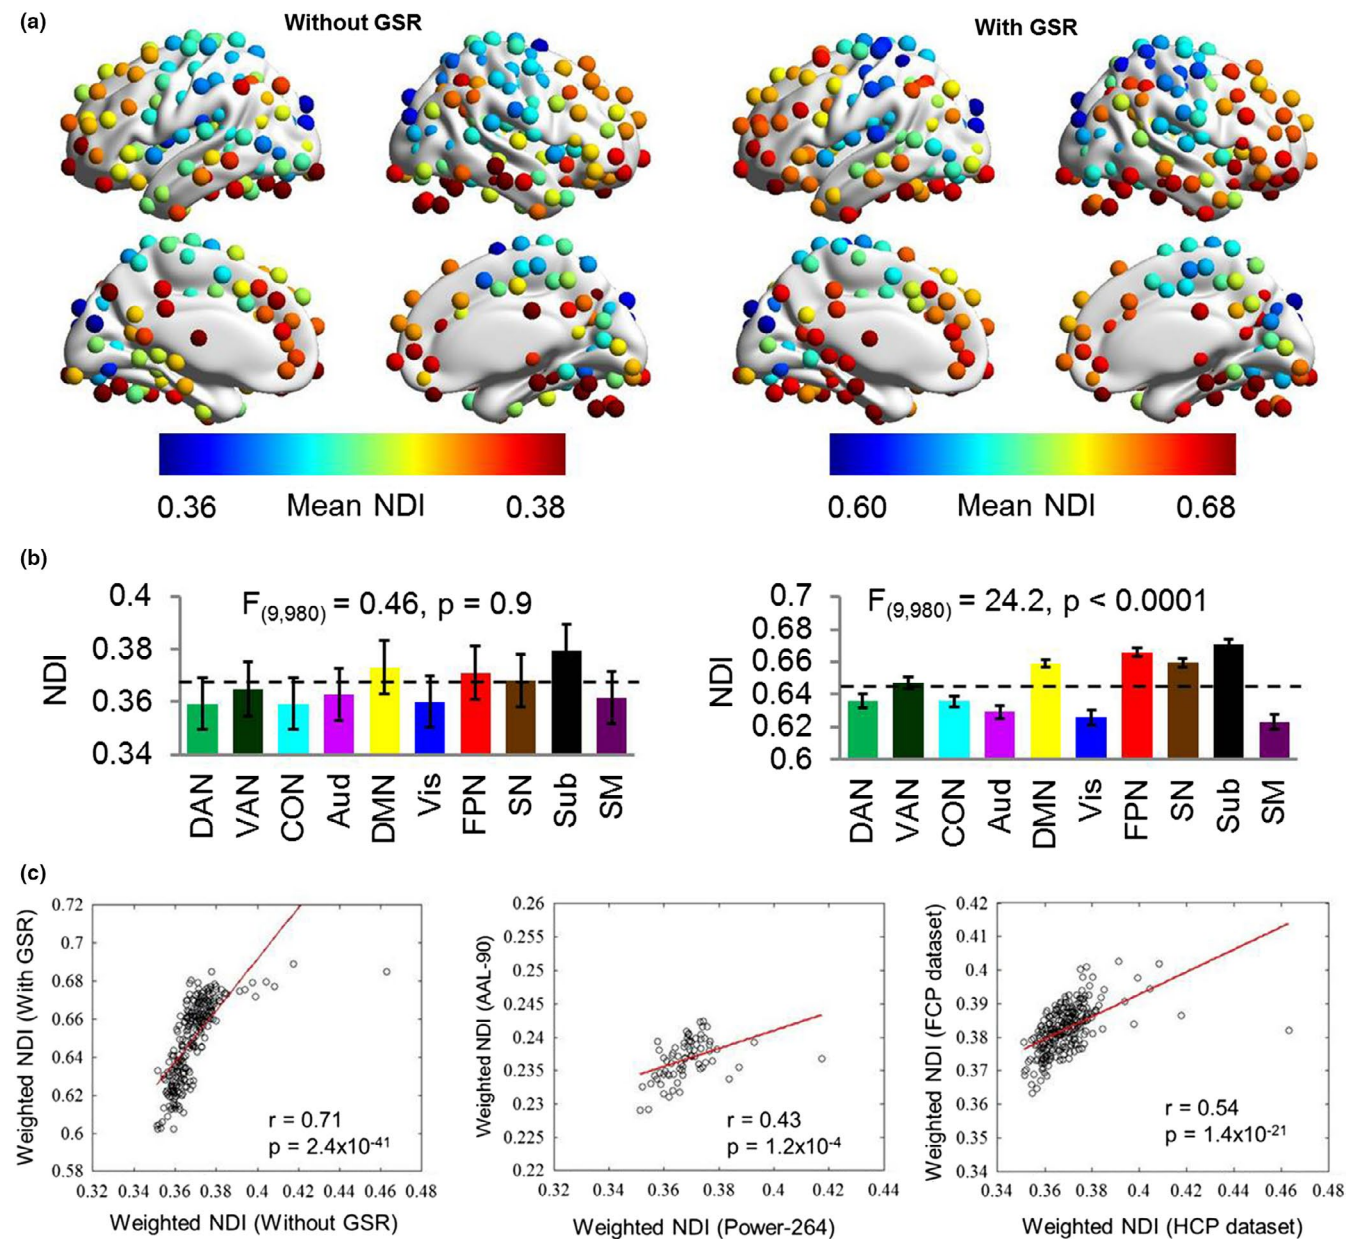 (a)
Without GSR
With GSR
0.36 Mean NDI 0.38
0.60 Mean NDI 0.68
(b)
NDI
0.4
0.38
0.36
0.34
F(9,980) = 0.46, p = 0.9
DAN VAN CON Aud DMN Vis FPN SN Sub SM
NDI
0.7
0.68
0.66
0.64
0.62
0.6
F(9,980) = 24.2, p < 0.0001
DAN VAN CON Aud DMN Vis FPN SN Sub SM
(c)
Weighted NDI (With GSR)
0.72
0.7
0.68
0.66
0.64
0.62
0.6
0.58
r = 0.71
p = 2.4x10-41
0.32 0.36 0.4 0.44 0.48
Weighted NDI (Without GSR)
Weighted NDI (AAL-90)
0.26
0.255
0.25
0.245
0.24
0.235
0.23
0.225
0.22
r = 0.43
p = 1.2x10-4
0.32 0.34 0.36 0.38 0.4 0.42 0.44
Weighted NDI (Power-264)
Weighted NDI (FCP dataset)
0.42
0.41
0.4
0.39
0.38
0.37
0.36
0.35
0.34
r = 0.54
p = 1.4x10-21
0.34 0.36 0.38 0.4 0.42 0.44 0.46 0.48
Weighted NDI (HCP dataset)